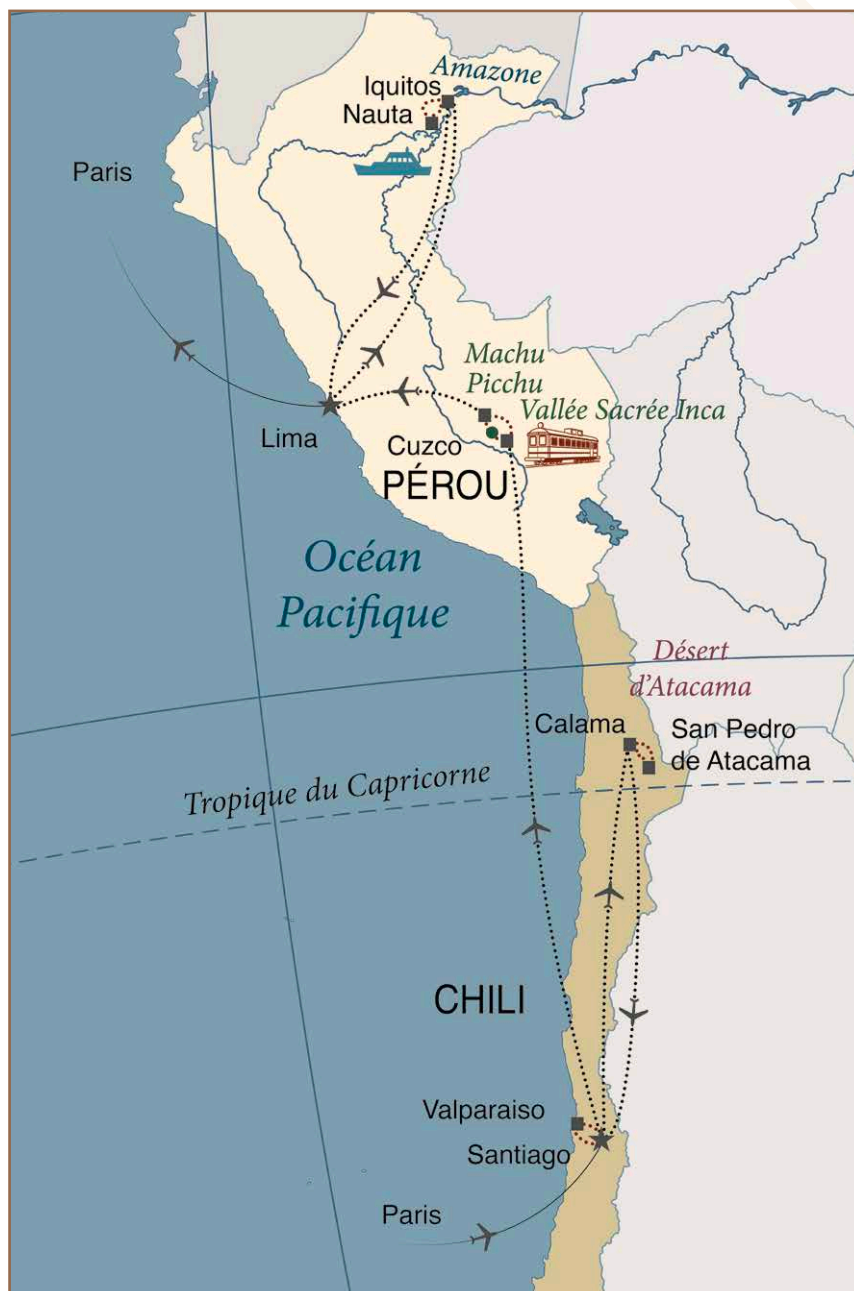 Amazone
Iquitos
Nauta
Paris
Machu
Picchu
Vallée Sacrée Inca
Lima
Cuzco
PÉROU
Océan
Pacifique
Désert
d'Atacama
Calama
San Pedro
de Atacama
Tropique du Capricorne
CHILI
Valparaiso
Santiago
Paris